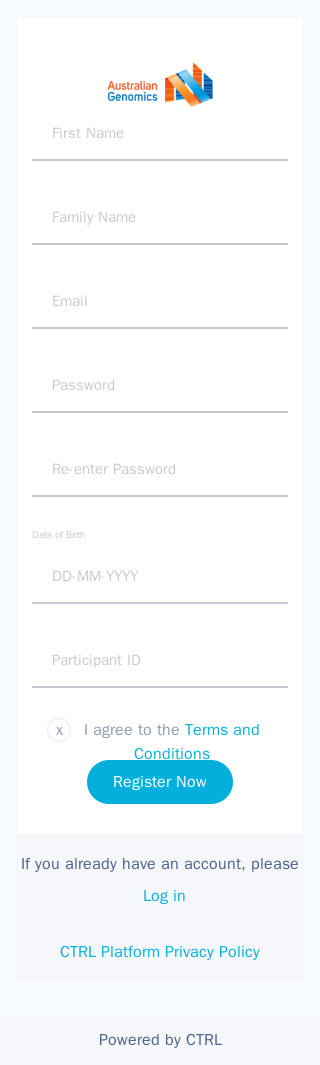 Australian
Genomics
First Name
Family Name
Email
Password
Re-enter Password
Date of Birth
DD-MM-YYYY
Participant ID
x I agree to the Terms and
Conditions
Register Now
If you already have an account, please
Log in
CTRL Platform Privacy Policy
Powered by CTRL